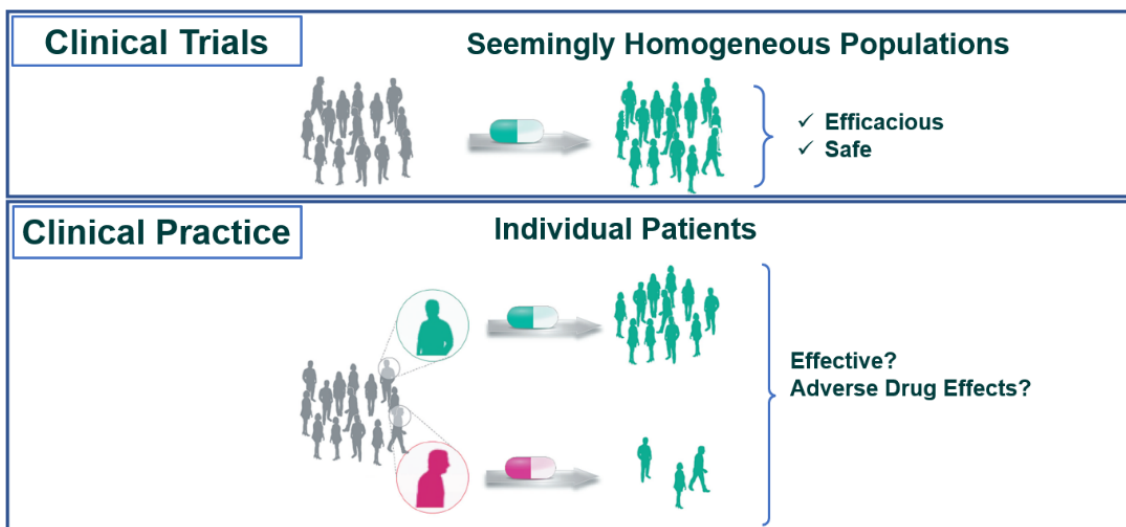 Clinical Trials
Seemingly Homogeneous Populations
✓ Efficacious
✓ Safe
Clinical Practice
Individual Patients
Effective?
Adverse Drug Effects?